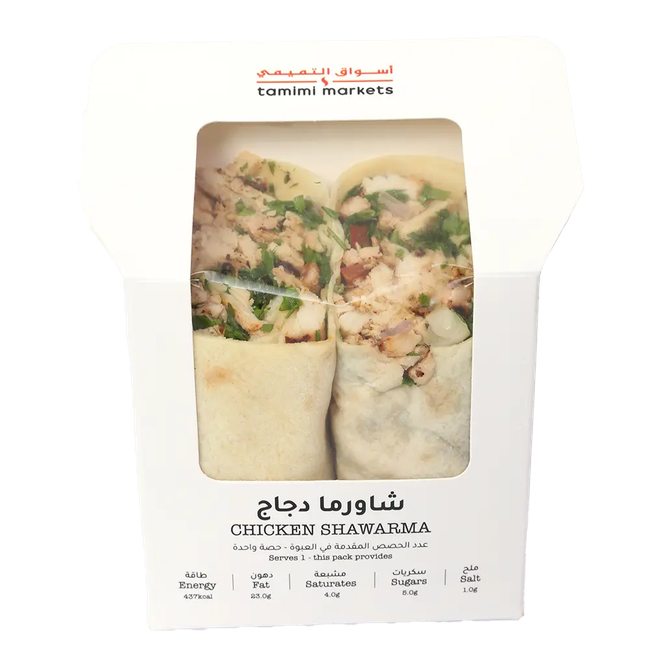 أسواق التميمي
tamimi markets
شاورما دجاج
CHICKEN SHAWARMA
عدد الحصص المقدمة في العبوة - حصة واحدة
Serves 1 - this pack provides
طاقة دهون مشبعة سكريات ملح
Energy Fat Saturates Sugars Salt
437kcal 23.0g 4.0g 5.0g 1.0g